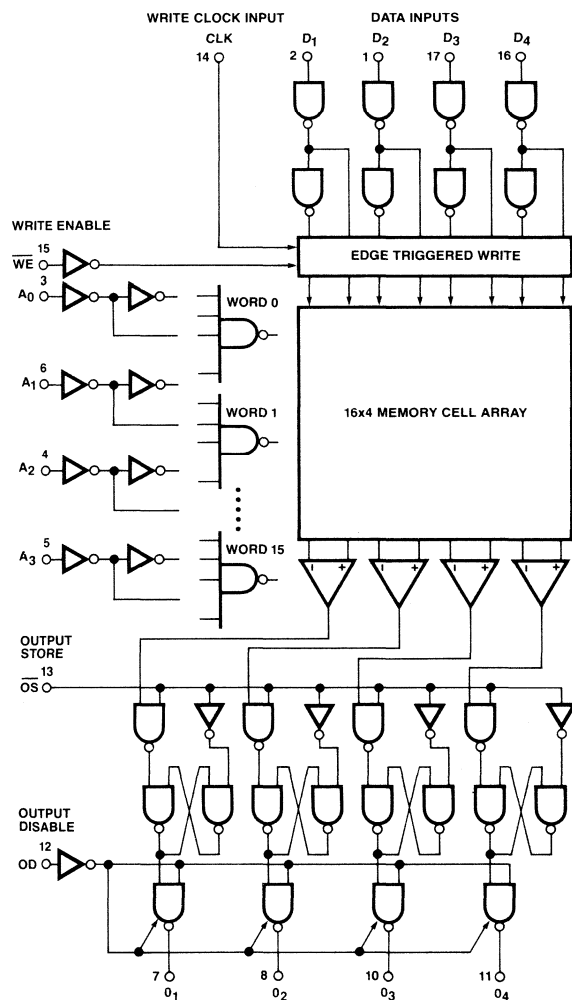 WRITE CLOCK INPUT
DATA INPUTS
CLK
D1
D2
D3
D4
14
2
1
17
16
WRITE ENABLE
15
WE
EDGE TRIGGERED WRITE
3
A0
WORD 0
6
A1
WORD 1
16x4 MEMORY CELL ARRAY
4
A2
5
A3
WORD 15
- +
- +
- +
- +
OUTPUT
STORE
13
OS
OUTPUT
DISABLE
12
OD
7
8
10
11
O1
O2
O3
O4